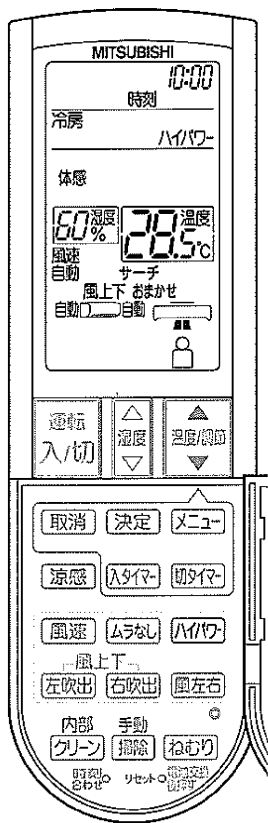 MITSUBISHI
10:00
時刻
冷房
ハイパワー
体感
60% 湿度 28.5℃ 温度
風速
自動 サーチ
風上下 おまかせ
自動 自動
運転 入/切
湿度
温度/調節
取消 決定 メニュー
涼感 入タイマー 切タイマー
風速 ムラなし ハイパワー
風上下
左吹出 右吹出 風左右
内部 手動
クリーン 掃除 ねむり
時刻合わせ リセット